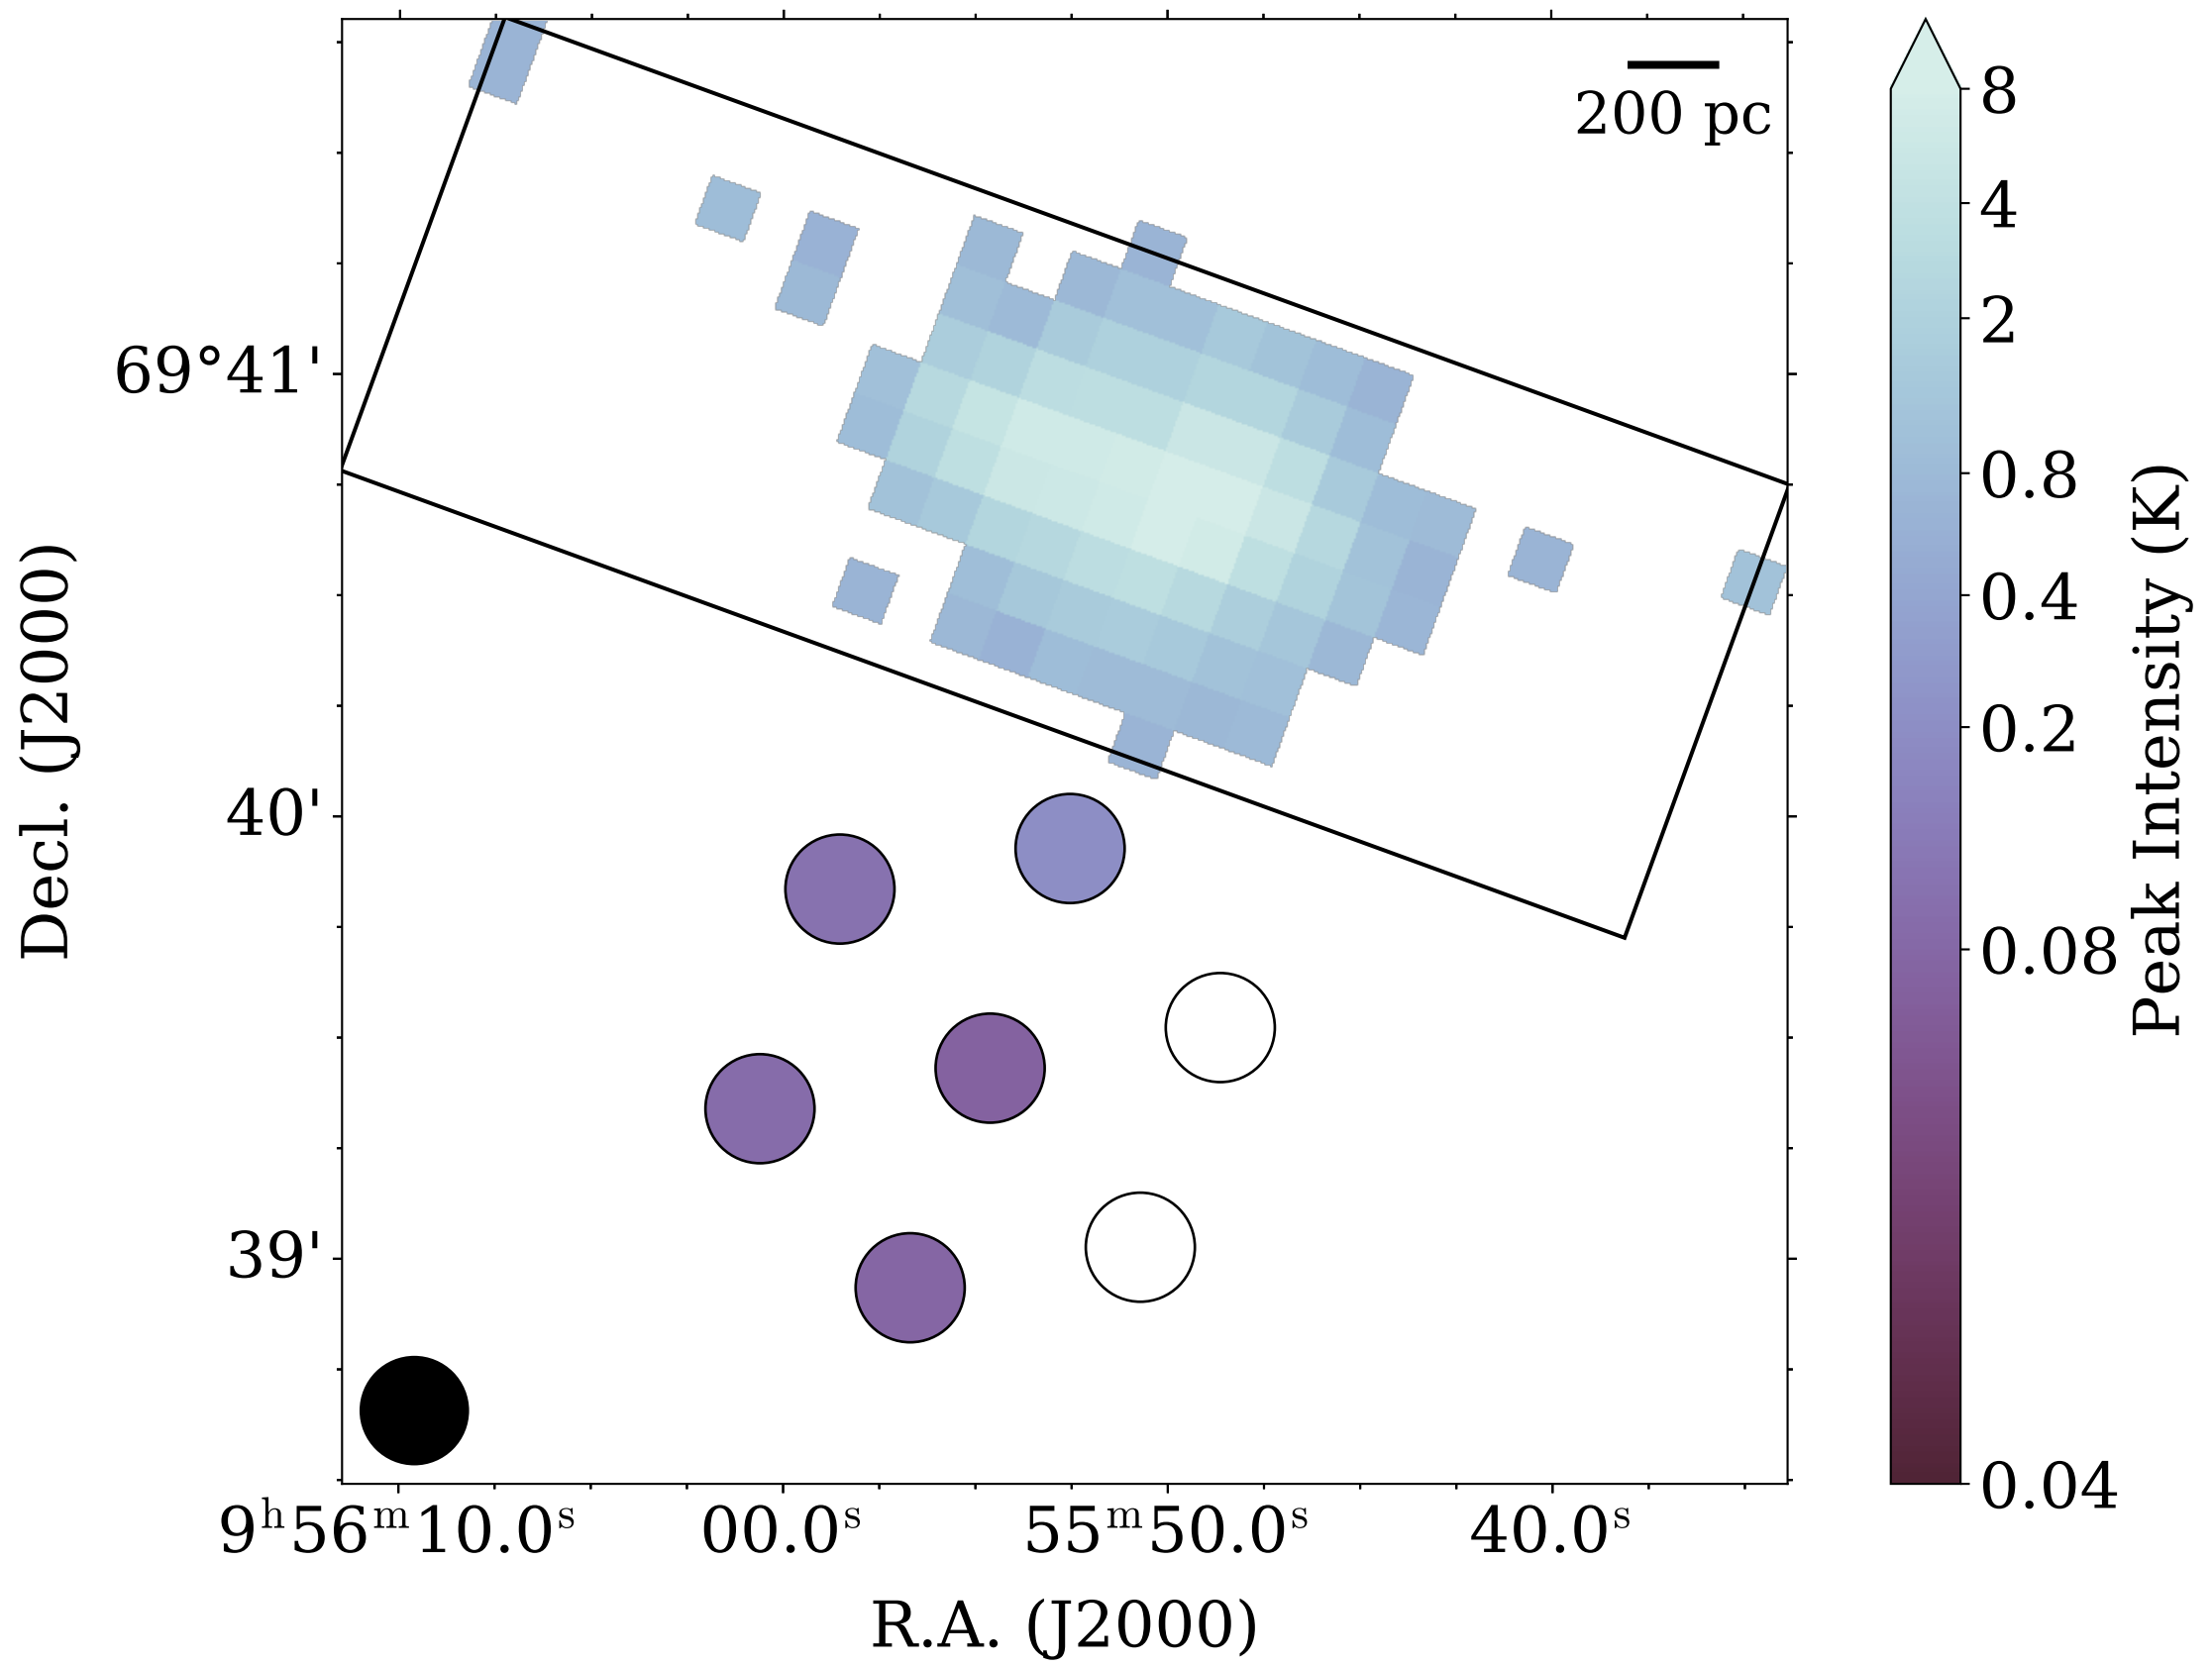 200 pc
69°41'
40'
39'
Decl. (J2000)
9ʰ56ᵐ10.0ˢ 00.0ˢ 55ᵐ50.0ˢ 40.0ˢ
R.A. (J2000)
8
4
2
0.8
0.4
0.2
0.08
0.04
Peak Intensity (K)